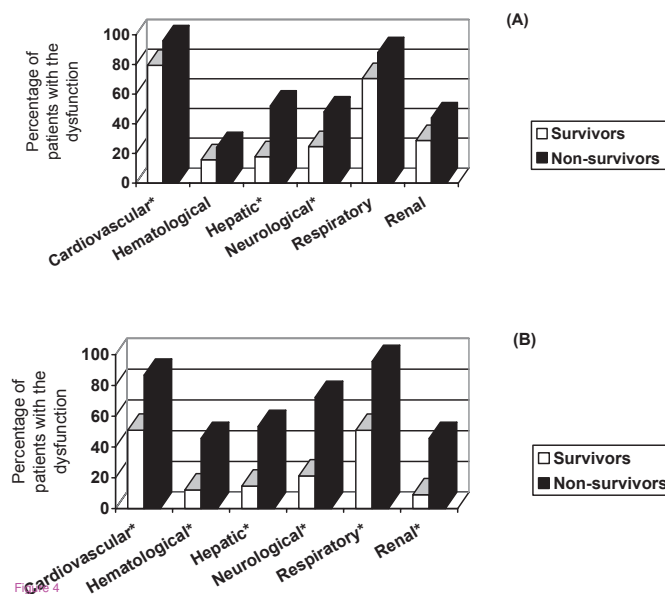 (A)
Percentage of
patients with the
dysfunction
100
80
60
40
20
0
Cardiovascular*
Hematological
Hepatic*
Neurological*
Respiratory
Renal
Survivors
Non-survivors
(B)
Percentage of
patients with the
dysfunction
100
80
60
40
20
0
Cardiovascular*
Hematological*
Hepatic*
Neurological*
Respiratory*
Renal*
Survivors
Non-survivors
Figure 4